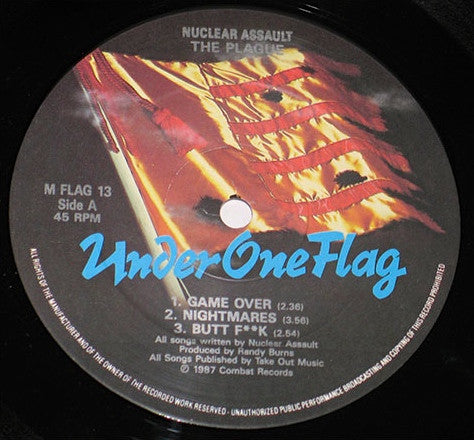 NUCLEAR ASSAULT
THE PLAGUE
M FLAG 13
Side A
45 RPM
Under One Flag
1. GAME OVER (2.36)
2. NIGHTMARES (3.56)
3. BUTT F**K (2.54)
All songs written by Nuclear Assault
Produced by Randy Burns
All Songs Published by Take Out Music
℗ 1987 Combat Records
ALL RIGHTS OF THE MANUFACTURER AND OF THE OWNER OF THE RECORDED WORK RESERVED - UNAUTHORIZED PUBLIC PERFORMANCE BROADCASTING AND COPYING OF THIS RECORD PROHIBITED